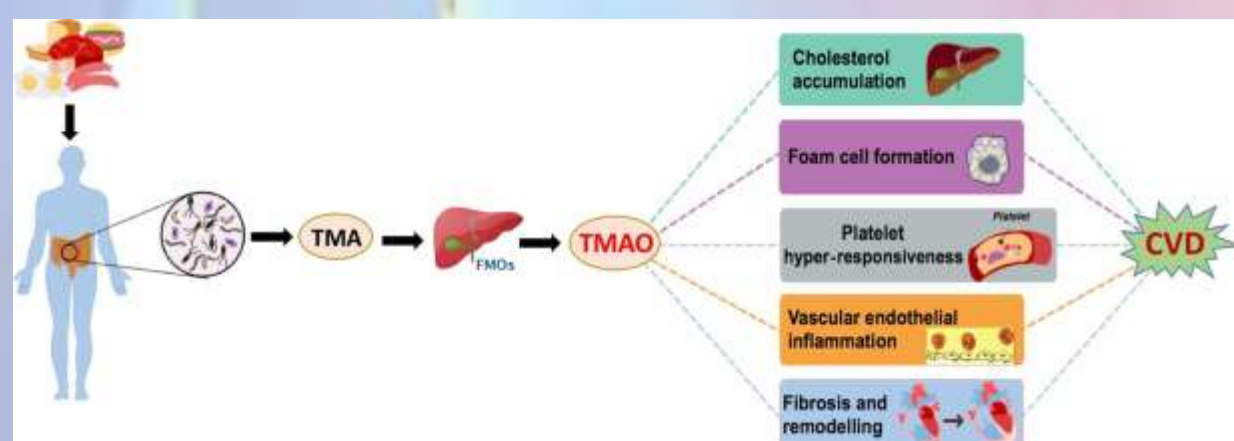 TMA
FMOs
TMAO
Cholesterol
accumulation
Foam cell formation
Platelet
Platelet
hyper-responsiveness
Vascular endothelial
inflammation
Fibrosis and
remodelling
CVD